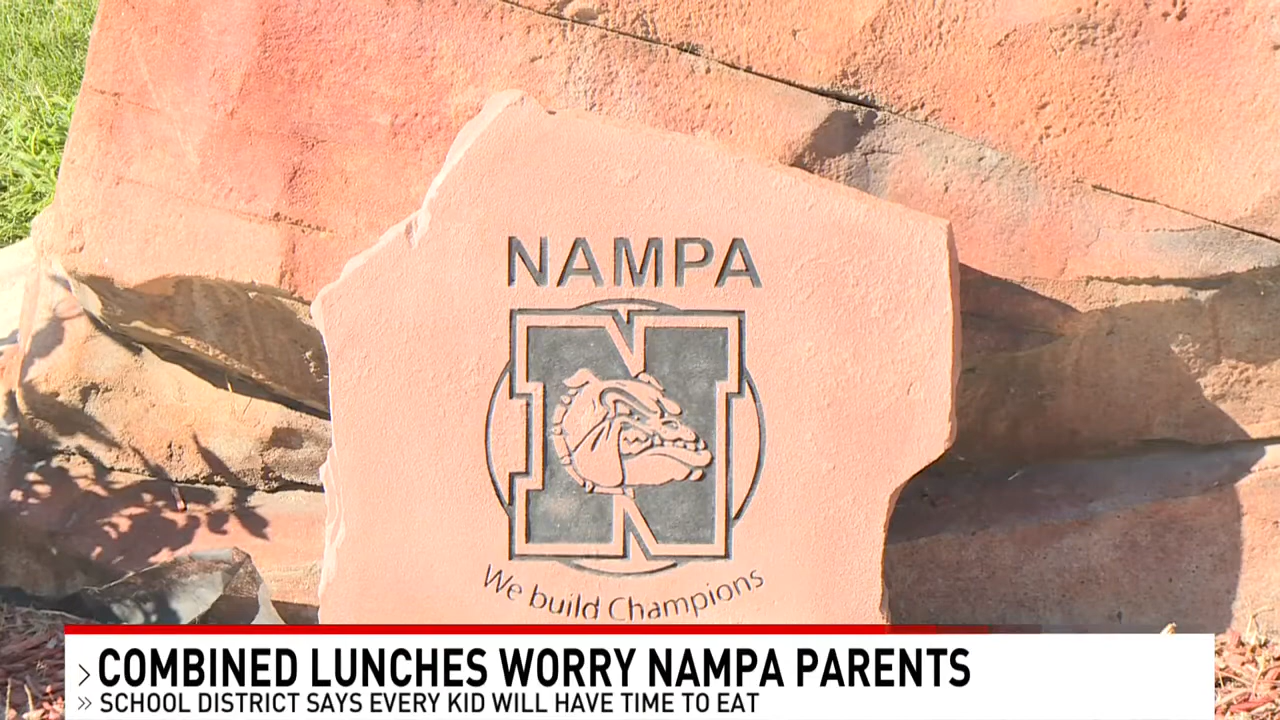 NAMPA
N
We build Champions
> COMBINED LUNCHES WORRY NAMPA PARENTS
» SCHOOL DISTRICT SAYS EVERY KID WILL HAVE TIME TO EAT